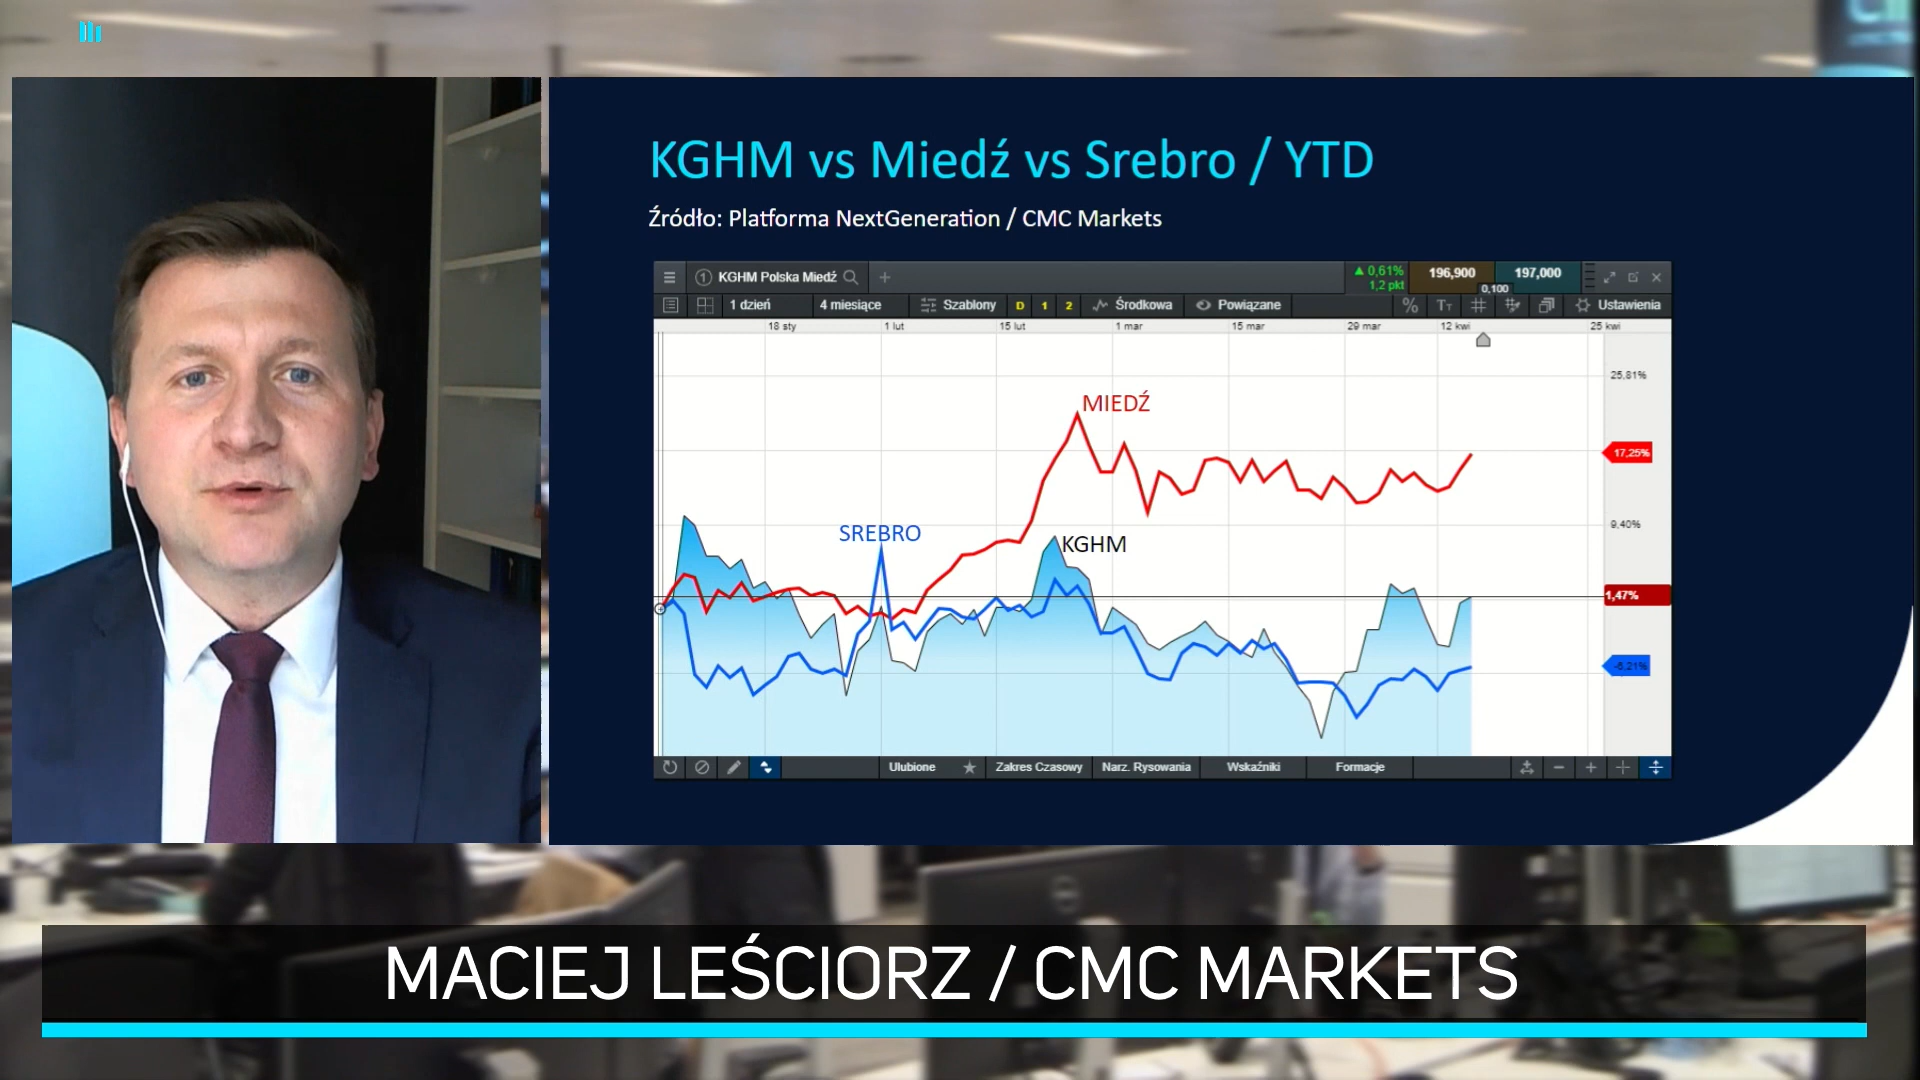 KGHM vs Miedź vs Srebro / YTD
Źródło: Platforma NextGeneration / CMC Markets
1 KGHM Polska Miedź
0,61%
1,2 pkt
196,900
0,100
197,000
1 dzień
4 miesiące
Szablony
D
1
2
Środkowa
Powiązane
%
Ustawienia
18 sty
1 lut
15 lut
1 mar
15 mar
29 mar
12 kwi
25 kwi
25,81%
MIEDŹ
17,25%
9,40%
SREBRO
KGHM
1,47%
-6,21%
Ulubione
Zakres Czasowy
Narz. Rysowania
Wskaźniki
Formacje
MACIEJ LEŚCIORZ / CMC MARKETS